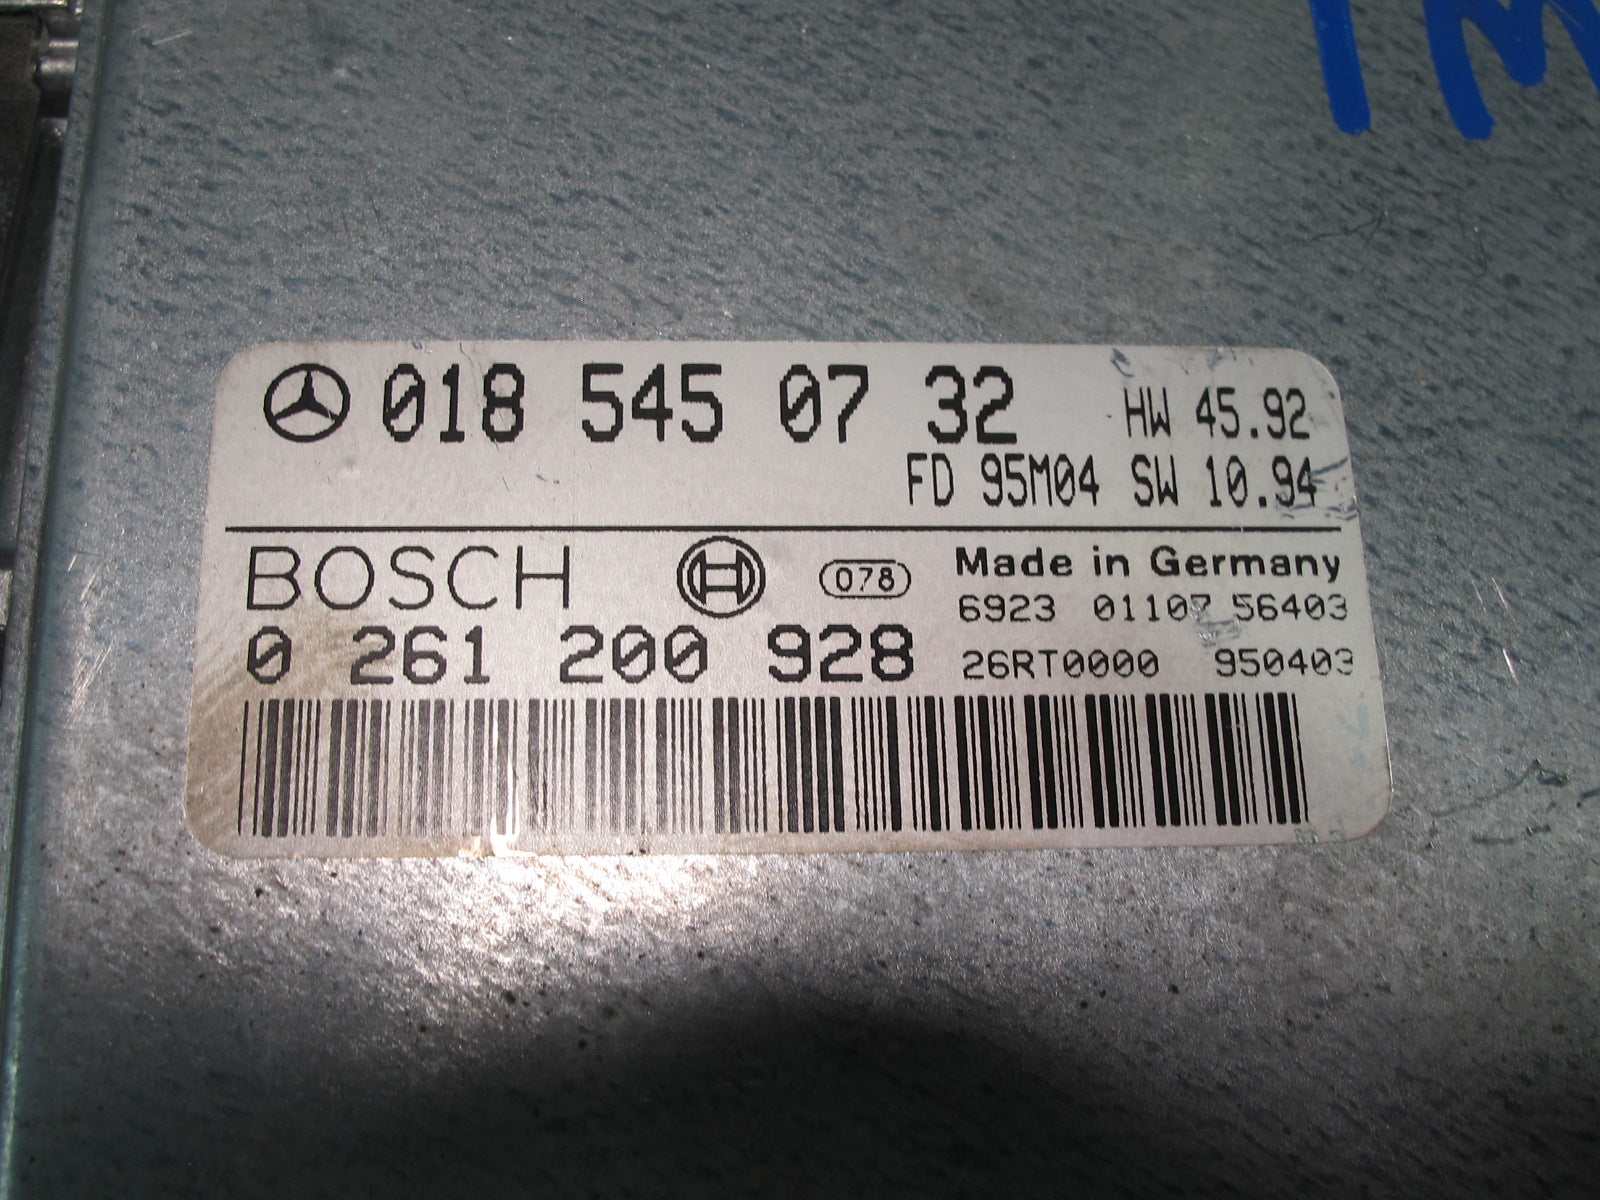 018 545 07 32 HW 45.92
FD 95M04 SW 10.94
BOSCH 078 Made in Germany
6923 01107 56403
0 261 200 928
26RT0000 950403